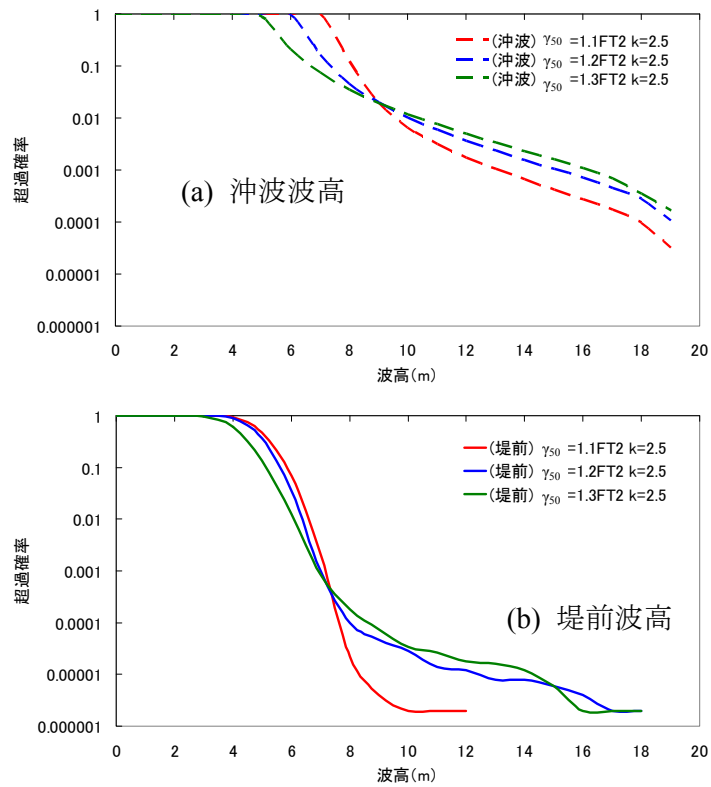 1
0.1
0.01
0.001
0.0001
0.00001
0.000001
超過確率
(沖波) γ50 =1.1FT2 k=2.5
(沖波) γ50 =1.2FT2 k=2.5
(沖波) γ50 =1.3FT2 k=2.5
(a) 沖波波高
0 2 4 6 8 10 12 14 16 18 20
波高(m)
1
0.1
0.01
0.001
0.0001
0.00001
0.000001
超過確率
(堤前) γ50 =1.1FT2 k=2.5
(堤前) γ50 =1.2FT2 k=2.5
(堤前) γ50 =1.3FT2 k=2.5
(b) 堤前波高
0 2 4 6 8 10 12 14 16 18 20
波高(m)